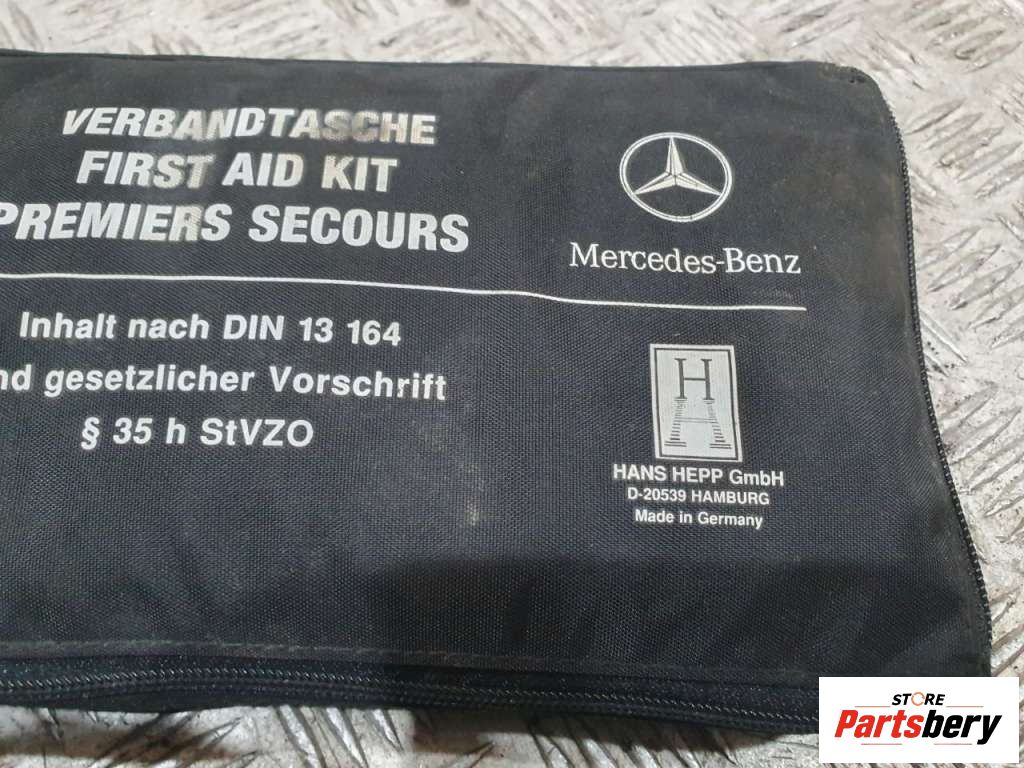 VERBANDTASCHE
FIRST AID KIT
PREMIERS SECOURS
Mercedes-Benz
Inhalt nach DIN 13 164
nd gesetzlicher Vorschrift
§ 35 h StVZO
H
HANS HEPP GmbH
D-20539 HAMBURG
Made in Germany
STORE
Partsbery